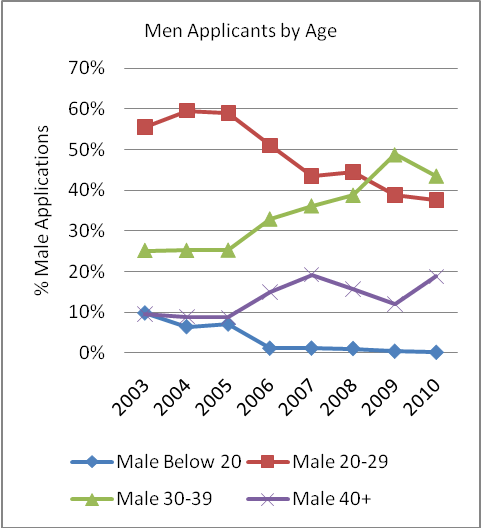 Men Applicants by Age
70%
60%
50%
40%
30%
20%
10%
0%
% Male Applications
2003 2004 2005 2006 2007 2008 2009 2010
Male Below 20 Male 20-29
Male 30-39 Male 40+